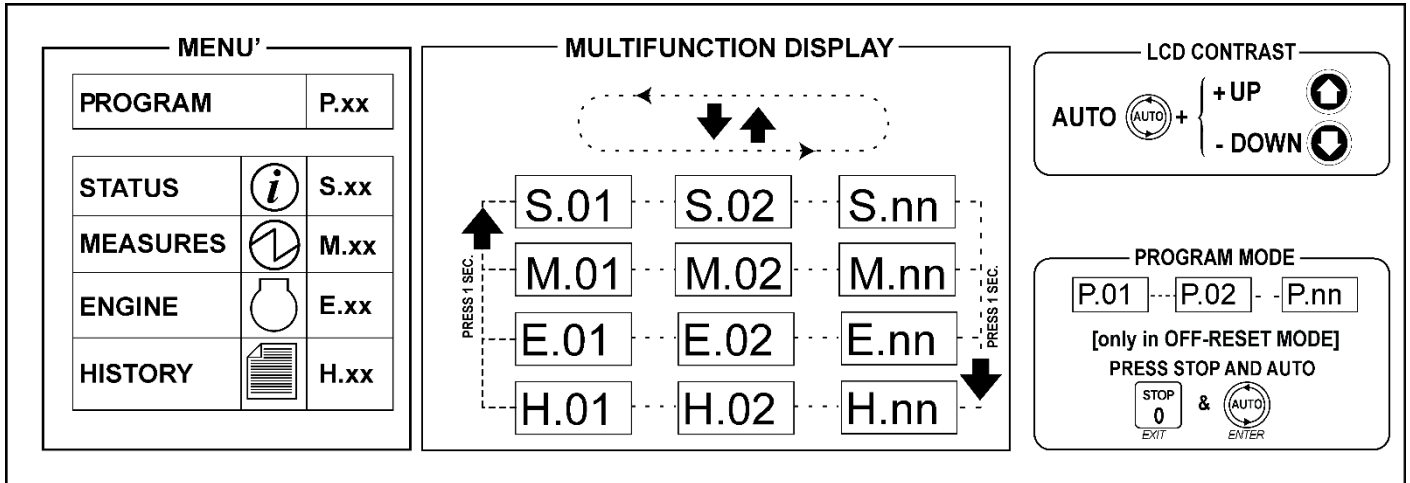 MENU’
PROGRAM P.xx
STATUS i S.xx
MEASURES M.xx
ENGINE E.xx
HISTORY H.xx
MULTIFUNCTION DISPLAY
S.01 S.02 S.nn
M.01 M.02 M.nn
E.01 E.02 E.nn
H.01 H.02 H.nn
PRESS 1 SEC.
PRESS 1 SEC.
LCD CONTRAST
+ UP
AUTO AUTO +
- DOWN
PROGRAM MODE
P.01 P.02 P.nn
[only in OFF-RESET MODE]
PRESS STOP AND AUTO
STOP
0 & AUTO
EXIT ENTER